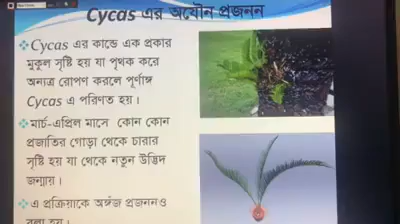 Cycas এর অযৌন প্রজনন
Cycas এর কান্ডে এক প্রকার
মুকুল সৃষ্টি হয় যা পৃথক করে
অন্যত্র রোপণ করলে পূর্ণাঙ্গ
Cycas এ পরিণত হয়।
মার্চ-এপ্রিল মাসে কোন কোন
প্রজাতির গোড়া থেকে চারার
সৃষ্টি হয় যা থেকে নতুন উদ্ভিদ
জন্মায়।
এ প্রক্রিয়াকে অঙ্গজ প্রজননও
বলা হয়।